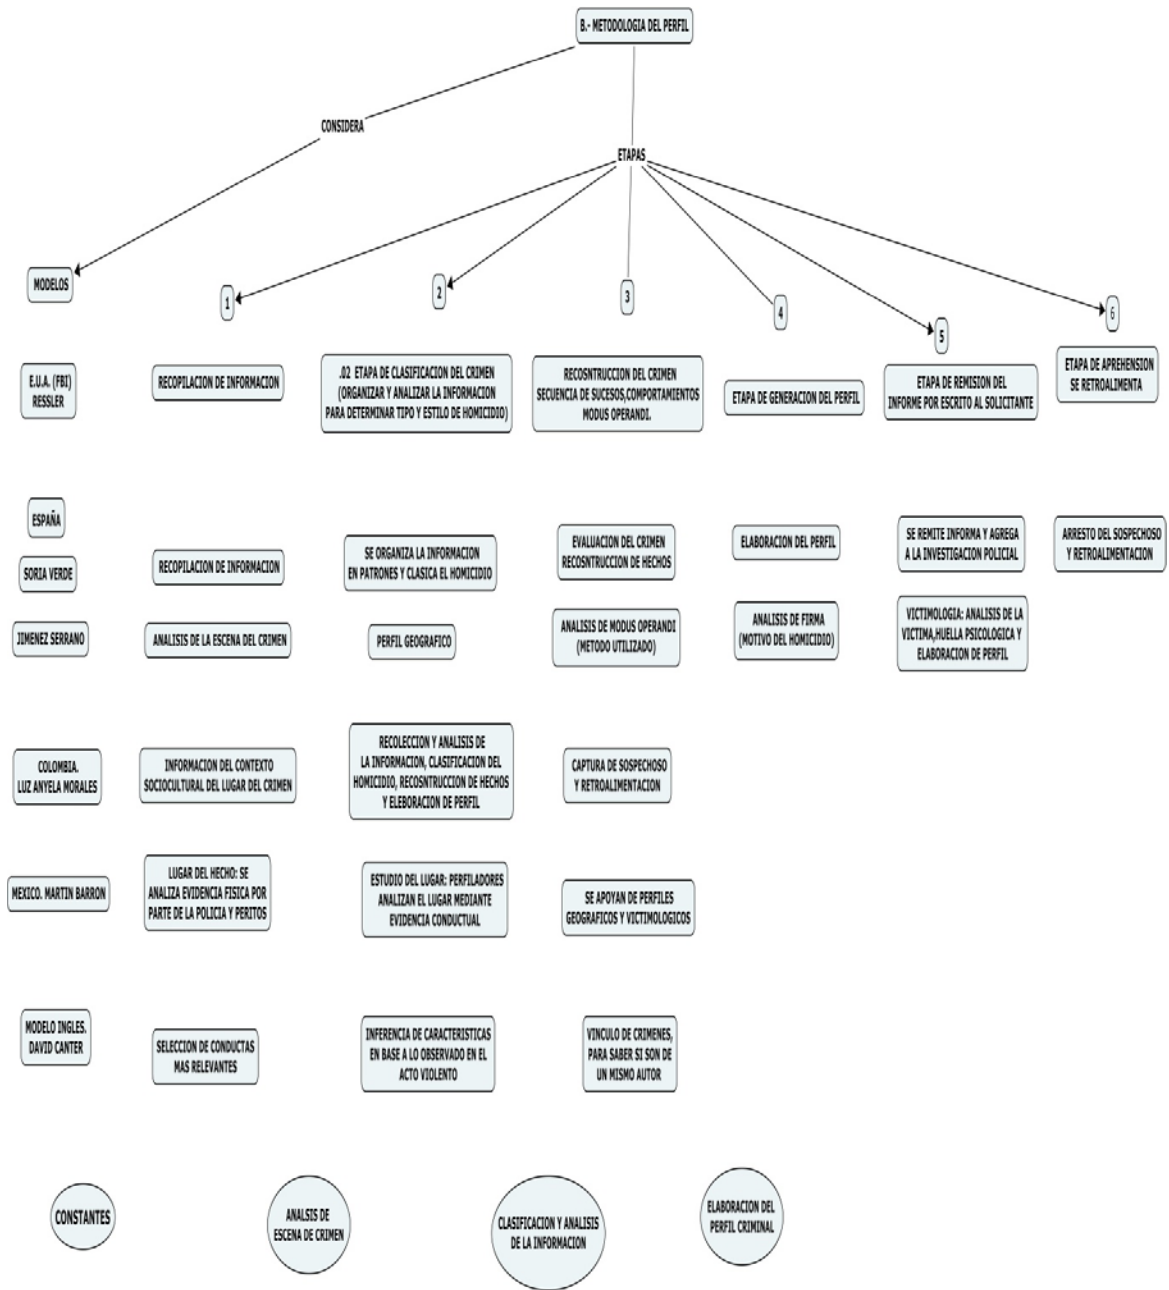 B.- METODOLOGIA DEL PERFIL
CONSIDERA
ETAPAS
MODELOS
1
2
3
4
5
6
E.U.A. (FBI)
RESSLER
RECOPILACION DE INFORMACION
.02 ETAPA DE CLASIFICACION DEL CRIMEN
(ORGANIZAR Y ANALIZAR LA INFORMACION
PARA DETERMINAR TIPO Y ESTILO DE HOMICIDIO)
RECOSNTRUCCION DEL CRIMEN
SECUENCIA DE SUCESOS,COMPORTAMIENTOS
MODUS OPERANDI.
ETAPA DE GENERACION DEL PERFIL
ETAPA DE REMISION DEL
INFORME POR ESCRITO AL SOLICITANTE
ETAPA DE APREHENSION
SE RETROALIMENTA
ESPAÑA
SORIA VERDE
RECOPILACION DE INFORMACION
SE ORGANIZA LA INFORMACION
EN PATRONES Y CLASICA EL HOMICIDIO
EVALUACION DEL CRIMEN
RECOSNTRUCCION DE HECHOS
ELABORACION DEL PERFIL
SE REMITE INFORMA Y AGREGA
A LA INVESTIGACION POLICIAL
ARRESTO DEL SOSPECHOSO
Y RETROALIMENTACION
JIMENEZ SERRANO
ANALISIS DE LA ESCENA DEL CRIMEN
PERFIL GEOGRAFICO
ANALISIS DE MODUS OPERANDI
(METODO UTILIZADO)
ANALISIS DE FIRMA
(MOTIVO DEL HOMICIDIO)
VICTIMOLOGIA: ANALISIS DE LA
VICTIMA,HUELLA PSICOLOGICA Y
ELABORACION DE PERFIL
COLOMBIA.
LUZ ANYELA MORALES
INFORMACION DEL CONTEXTO
SOCIOCULTURAL DEL LUGAR DEL CRIMEN
RECOLECCION Y ANALISIS DE
LA INFORMACION, CLASIFICACION DEL
HOMICIDIO, RECOSNTRUCCION DE HECHOS
Y ELEBORACION DE PERFIL
CAPTURA DE SOSPECHOSO
Y RETROALIMENTACION
MEXICO. MARTIN BARRON
LUGAR DEL HECHO: SE
ANALIZA EVIDENCIA FISICA POR
PARTE DE LA POLICIA Y PERITOS
ESTUDIO DEL LUGAR: PERFILADORES
ANALIZAN EL LUGAR MEDIANTE
EVIDENCIA CONDUCTUAL
SE APOYAN DE PERFILES
GEOGRAFICOS Y VICTIMOLOGICOS
MODELO INGLES.
DAVID CANTER
SELECCION DE CONDUCTAS
MAS RELEVANTES
INFERENCIA DE CARACTERISTICAS
EN BASE A LO OBSERVADO EN EL
ACTO VIOLENTO
VINCULO DE CRIMENES,
PARA SABER SI SON DE
UN MISMO AUTOR
CONSTANTES
ANALSIS DE
ESCENA DE CRIMEN
CLASIFICACION Y ANALISIS
DE LA INFORMACION
ELABORACION DEL
PERFIL CRIMINAL